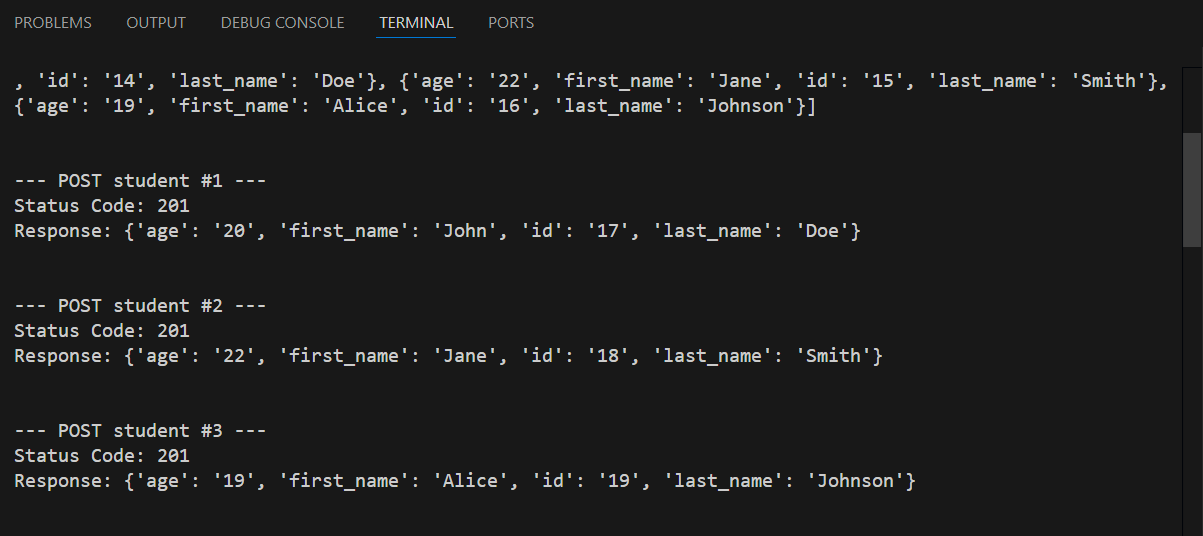 PROBLEMS OUTPUT DEBUG CONSOLE TERMINAL PORTS
, 'id': '14', 'last_name': 'Doe'}, {'age': '22', 'first_name': 'Jane', 'id': '15', 'last_name': 'Smith'},
{'age': '19', 'first_name': 'Alice', 'id': '16', 'last_name': 'Johnson'}]
--- POST student #1 ---
Status Code: 201
Response: {'age': '20', 'first_name': 'John', 'id': '17', 'last_name': 'Doe'}
--- POST student #2 ---
Status Code: 201
Response: {'age': '22', 'first_name': 'Jane', 'id': '18', 'last_name': 'Smith'}
--- POST student #3 ---
Status Code: 201
Response: {'age': '19', 'first_name': 'Alice', 'id': '19', 'last_name': 'Johnson'}